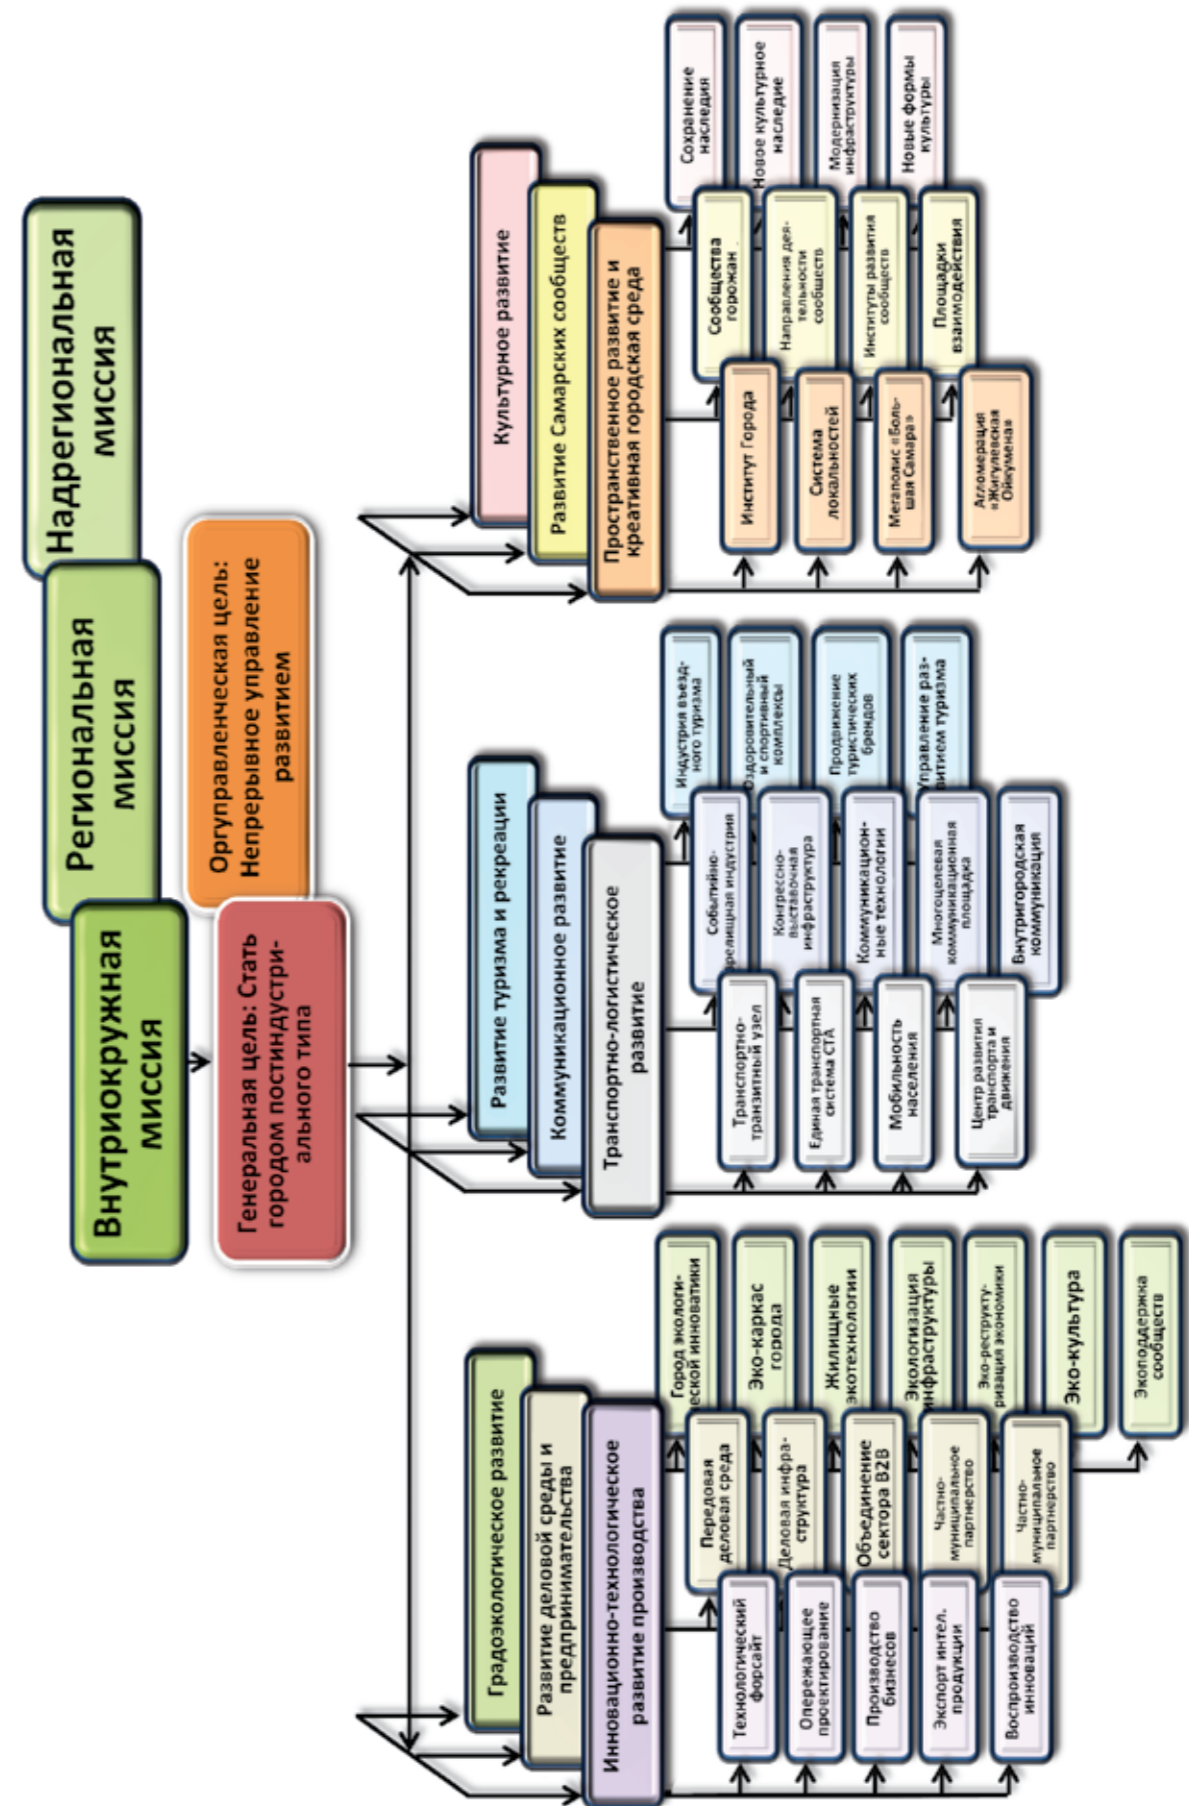 Внутриокружная
миссия
Региональная
миссия
Надрегиональная
миссия
Генеральная цель: Стать
городом постиндустри-
ального типа
Оргуправленческая цель:
Непрерывное управление
развитием
Градоэкологическое развитие
Развитие деловой среды и
предпринимательства
Инновационно-технологическое
развитие производства
Технологический
форсайт
Опережающее
проектирование
Производство
бизнесов
Экспорт интел.
продукции
Воспроизводство
инноваций
Передовая
деловая среда
Деловая инфра-
структура
Объединение
сектора B2B
Частно-
муниципальное
партнерство
Частно-
муниципальное
партнерство
Город экологи-
ческой инноватики
Эко-каркас
города
Жилищные
экотехнологии
Экологизация
инфраструктуры
Эко-реструкту-
ризация экономики
Эко-культура
Экоподдержка
сообществ
Развитие туризма и рекреации
Коммуникационное развитие
Транспортно-логистическое
развитие
Транспортно-
транзитный узел
Единая транспортная
система СТА
Мобильность
населения
Центр развития
транспорта и
движения
Событийно-
зрелищная индустрия
Конгрессно-
выставочная
инфраструктура
Коммуникацион-
ные технологии
Многоцелевая
коммуникационная
площадка
Внутригородская
коммуникация
Индустрия въезд-
ного туризма
Оздоровительный
и спортивный
комплексы
Продвижение
туристических
брендов
Управление раз-
витием туризма
Культурное развитие
Развитие Самарских сообществ
Пространственное развитие и
креативная городская среда
Институт Города
Система
локальностей
Мегаполис «Боль-
шая Самара»
Агломерация
«Жигулевская
Ойкумена»
Сообщества
горожан
Направления дея-
тельности
сообществ
Институты развития
сообществ
Площадки
взаимодействия
Сохранение
наследия
Новое культурное
наследие
Модернизация
инфраструктуры
Новые формы
культуры